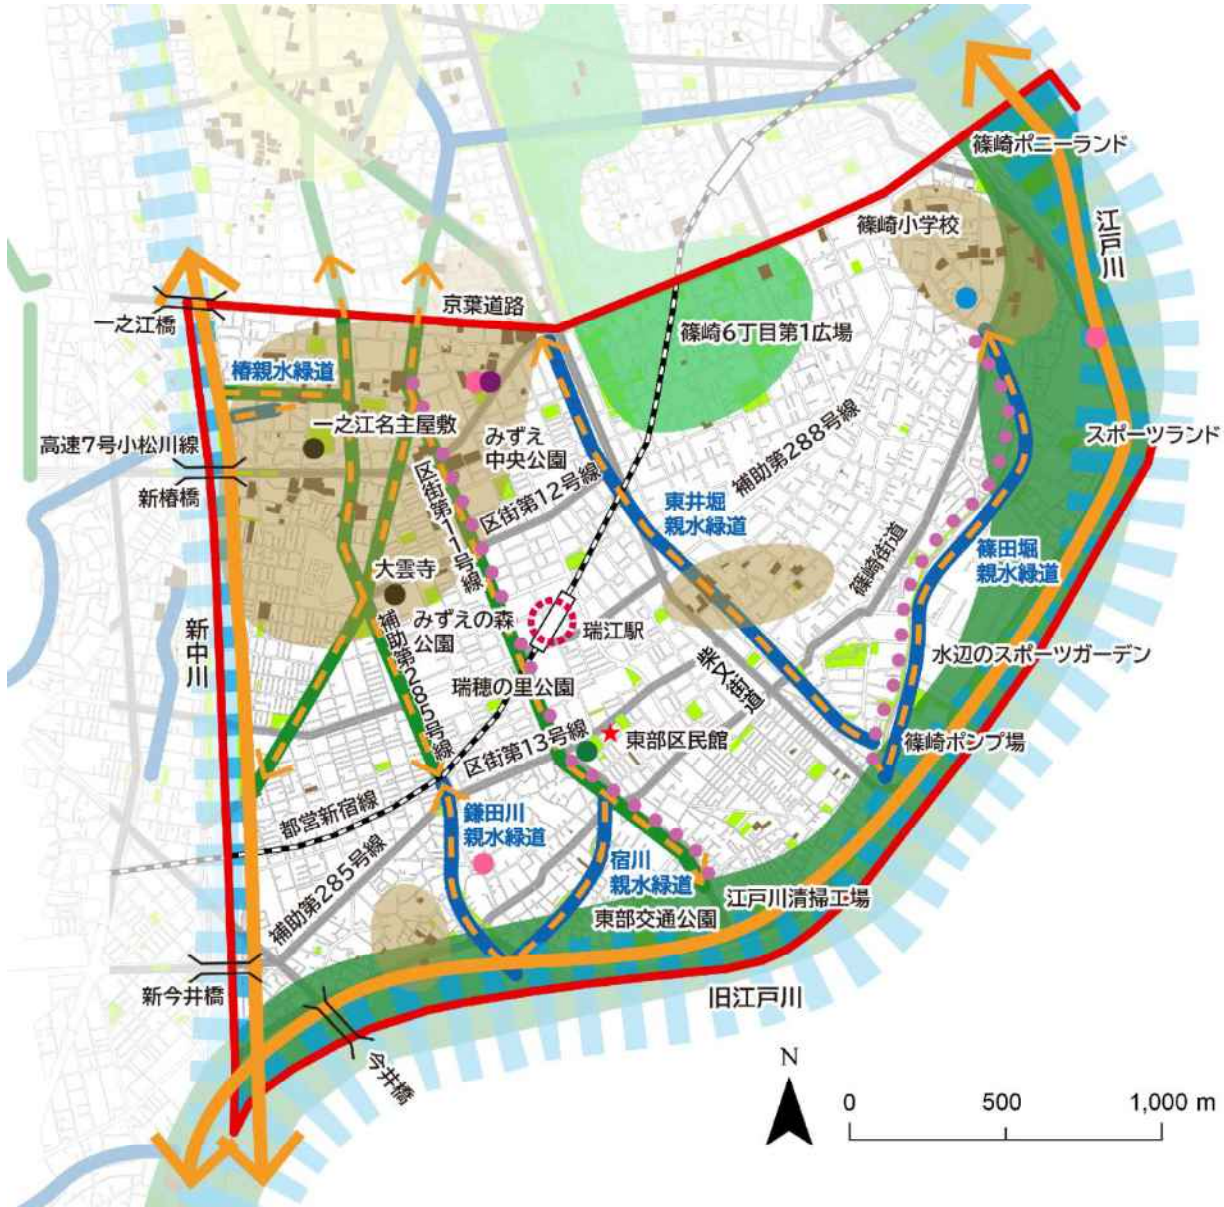 篠崎ポニーランド
江戸川
篠崎小学校
京葉道路
一之江橋
篠崎6丁目第1広場
椿親水緑道
一之江名主屋敷
みずえ
中央公園
高速7号小松川線
新椿橋
区街第11号線
区街第12号線
補助第288号線
スポーツランド
東井堀
親水緑道
篠崎街道
篠田堀
親水緑道
大雲寺
みずえの森
公園
瑞江駅
新中川
補助第285号線
瑞穂の里公園
柴又街道
水辺のスポーツガーデン
区街第13号線
東部区民館
篠崎ポンプ場
都営新宿線
鎌田川
親水緑道
宿川
親水緑道
補助第285号線
江戸川清掃工場
東部交通公園
新今井橋
旧江戸川
今井橋
N
0 500 1,000 m